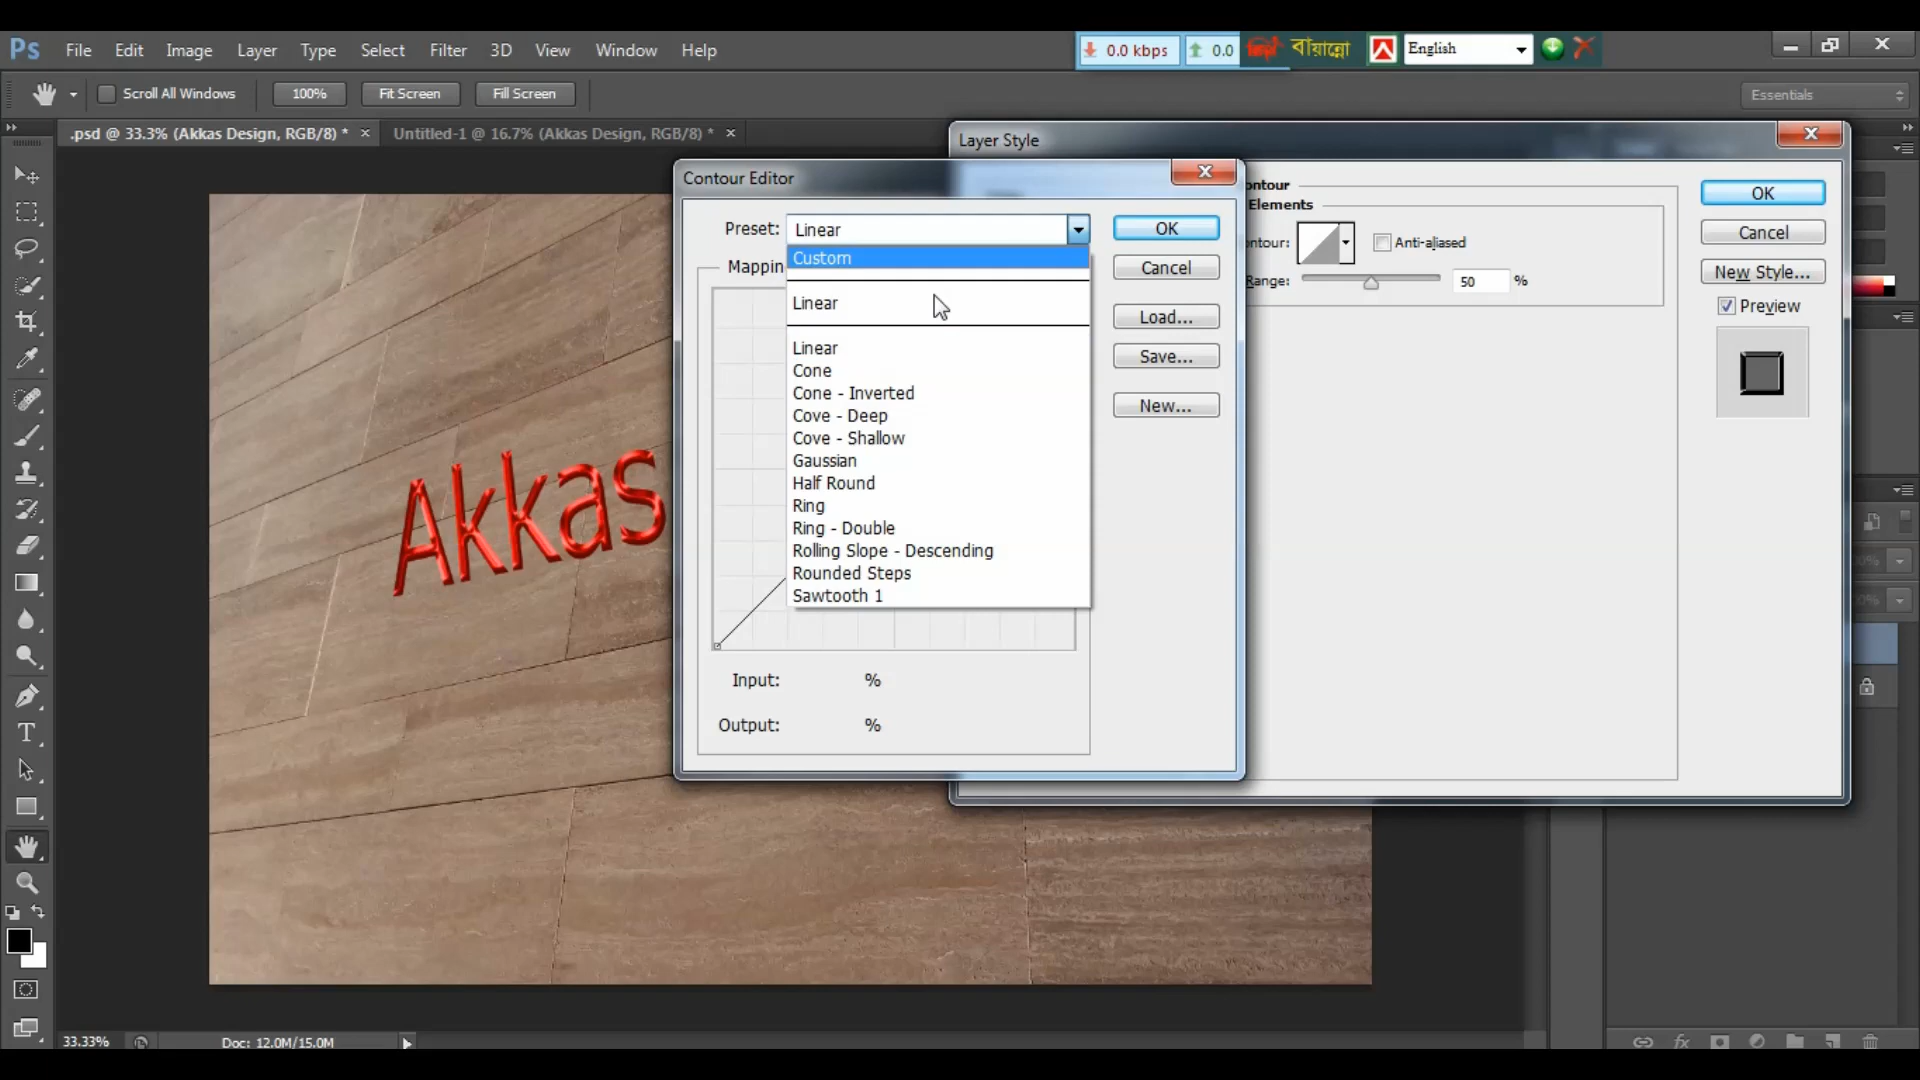 Ps File Edit Image Layer Type Select Filter 3D View Window Help
0.0 kbps 0.0 বায়ান্নো English
Scroll All Windows 100% Fit Screen Fill Screen Essentials
.psd @ 33.3% (Akkas Design, RGB/8) * Untitled-1 @ 16.7% (Akkas Design, RGB/8) *
Layer Style
Contour Editor
Preset: Linear
Custom
Linear
Linear
Cone
Cone - Inverted
Cove - Deep
Cove - Shallow
Gaussian
Half Round
Ring
Ring - Double
Rolling Slope - Descending
Rounded Steps
Sawtooth 1
Mappin
Input: %
Output: %
OK
Cancel
Load...
Save...
New...
ontour
Elements
ontour: Anti-aliased
Range: 50 %
OK
Cancel
New Style...
Preview
Akkas
33.33% Doc: 12.0M/15.0M
fx